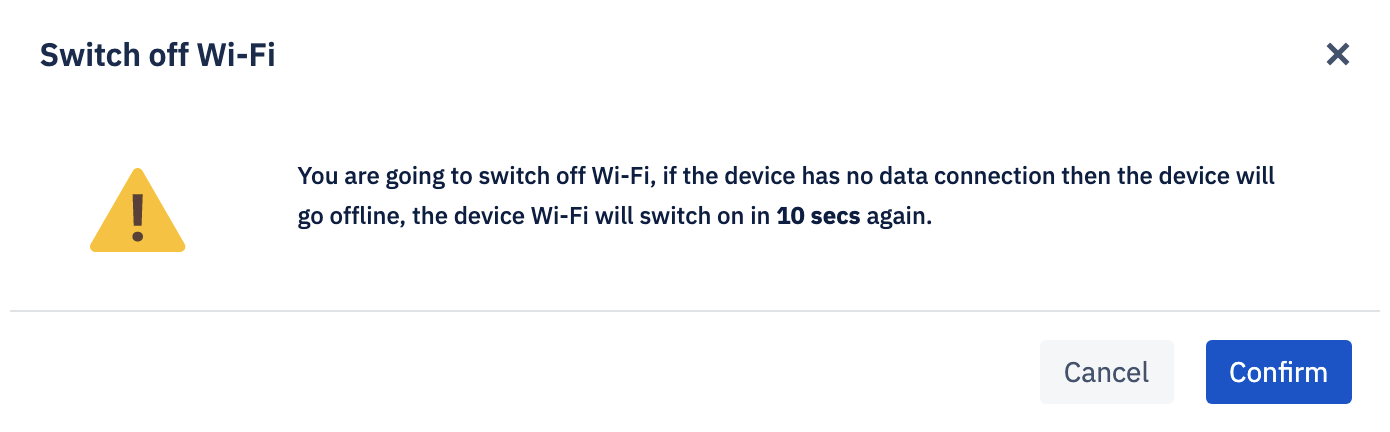 Switch off Wi-Fi
You are going to switch off Wi-Fi, if the device has no data connection then the device will
go offline, the device Wi-Fi will switch on in 10 secs again.
Cancel
Confirm